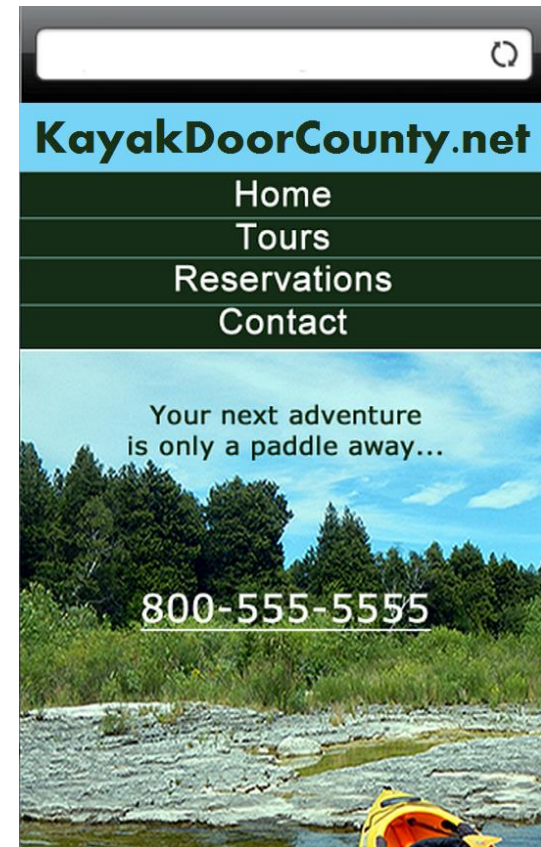 KayakDoorCounty.net
Home
Tours
Reservations
Contact
Your next adventure
is only a paddle away...
800-555-5555